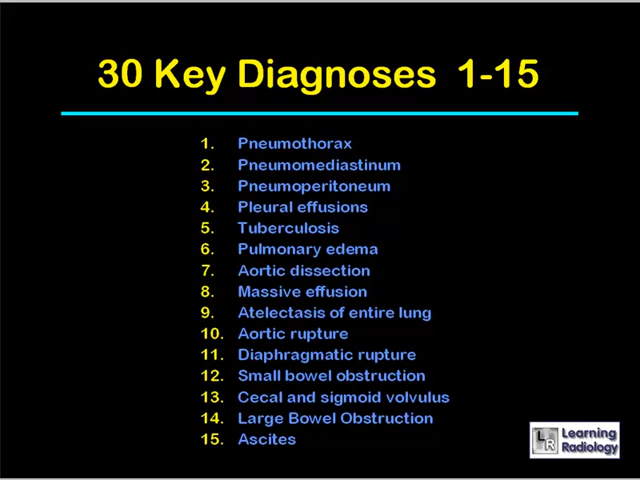 30 Key Diagnoses 1-15
1. Pneumothorax
2. Pneumomediastinum
3. Pneumoperitoneum
4. Pleural effusions
5. Tuberculosis
6. Pulmonary edema
7. Aortic dissection
8. Massive effusion
9. Atelectasis of entire lung
10. Aortic rupture
11. Diaphragmatic rupture
12. Small bowel obstruction
13. Cecal and sigmoid volvulus
14. Large Bowel Obstruction
15. Ascites
LR Learning
Radiology